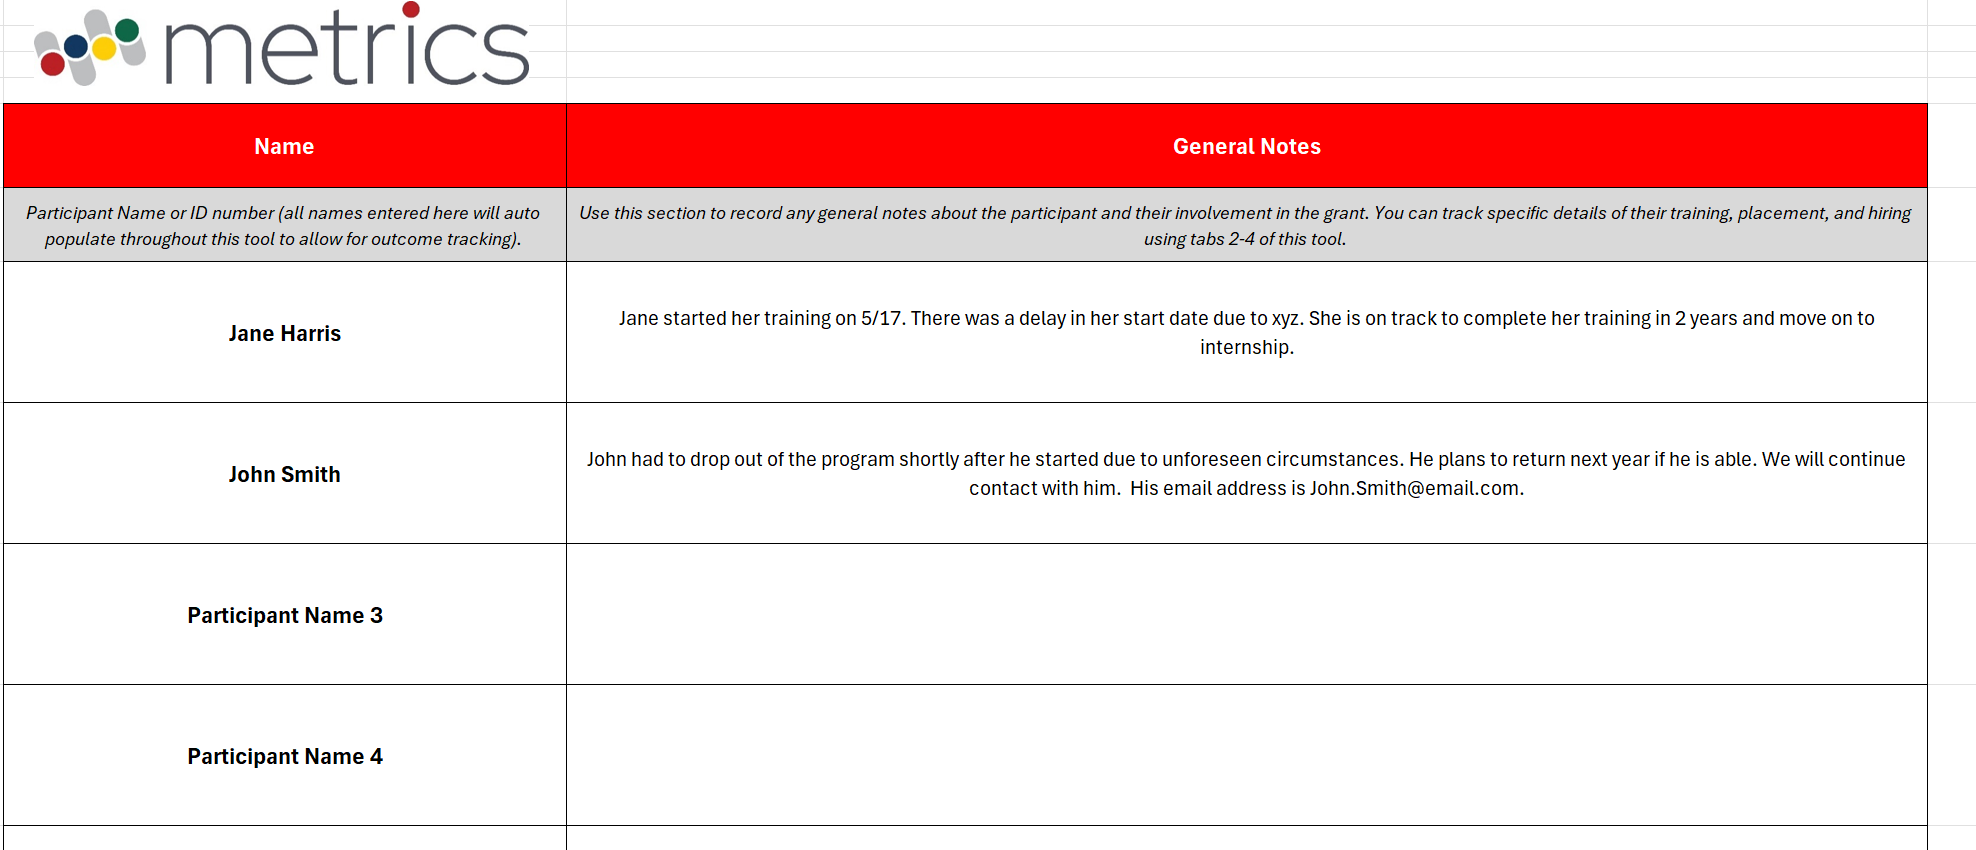 metrics
Name
General Notes
Participant Name or ID number (all names entered here will auto
populate throughout this tool to allow for outcome tracking).
Use this section to record any general notes about the participant and their involvement in the grant. You can track specific details of their training, placement, and hiring
using tabs 2-4 of this tool.
Jane Harris
Jane started her training on 5/17. There was a delay in her start date due to xyz. She is on track to complete her training in 2 years and move on to
internship.
John Smith
John had to drop out of the program shortly after he started due to unforeseen circumstances. He plans to return next year if he is able. We will continue
contact with him.  His email address is John.Smith@email.com.
Participant Name 3
Participant Name 4